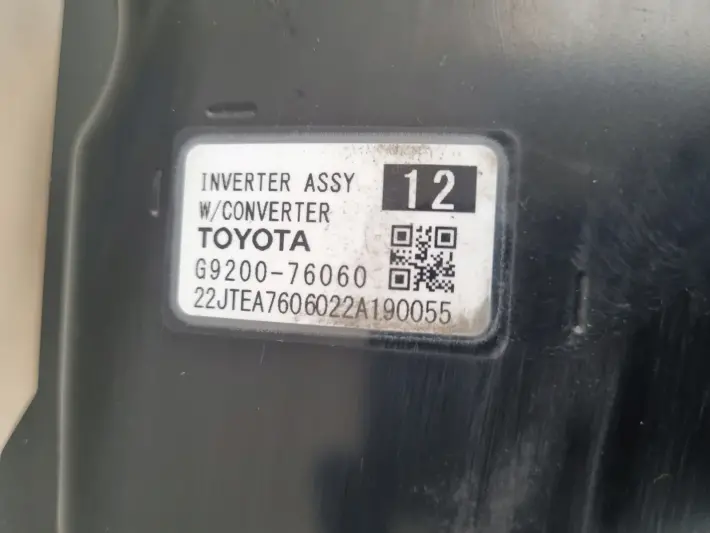 INVERTER ASSY 12
W/CONVERTER
TOYOTA
G9200-76060
22JTEA7606022A190055